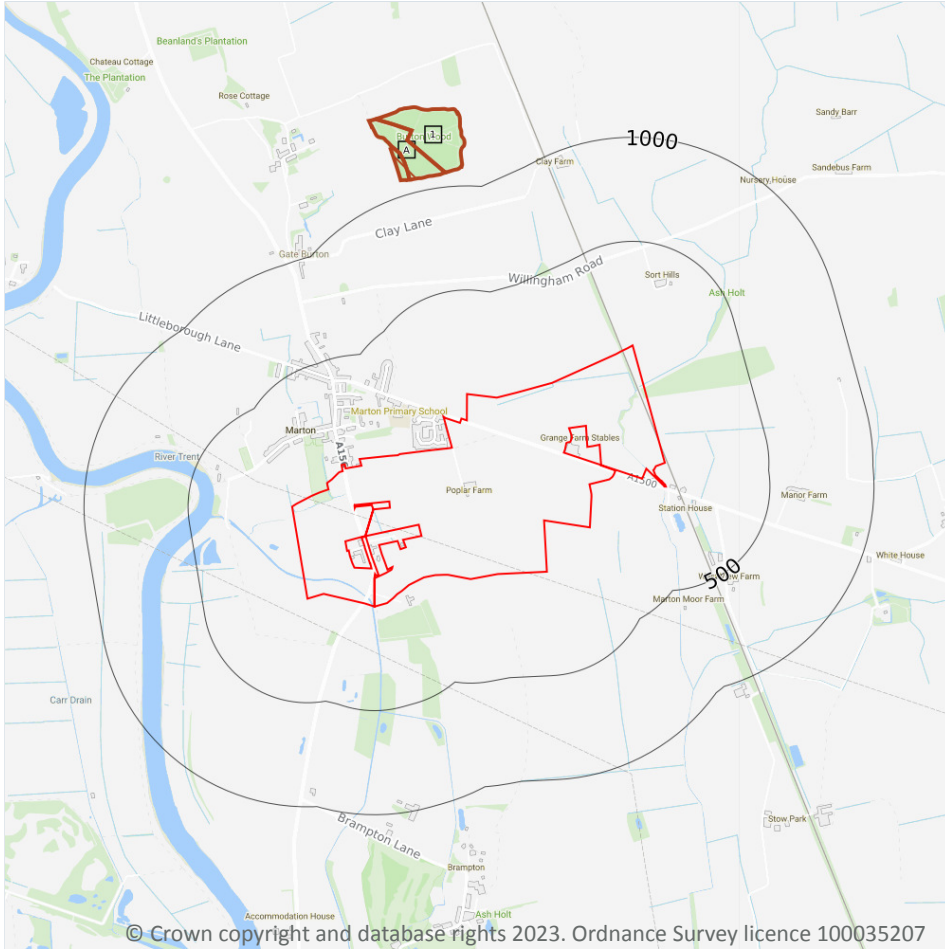 Beanland's Plantation
Chateau Cottage
The Plantation
Rose Cottage
Sandy Barr
1
A
1000
Clay Farm
Sandebus Farm
Nursery House
Clay Lane
Gate Burton
Willingham Road
Sort Hills
Ash Holt
Littleborough Lane
Marton Primary School
Marton
Grange Farm Stables
River Trent
Poplar Farm
A1500
Station House
Manor Farm
White House
500
Marton Moor Farm
Carr Drain
Stow Park
Brampton Lane
Brampton
Accommodation House
Ash Holt
© Crown copyright and database rights 2023. Ordnance Survey licence 100035207